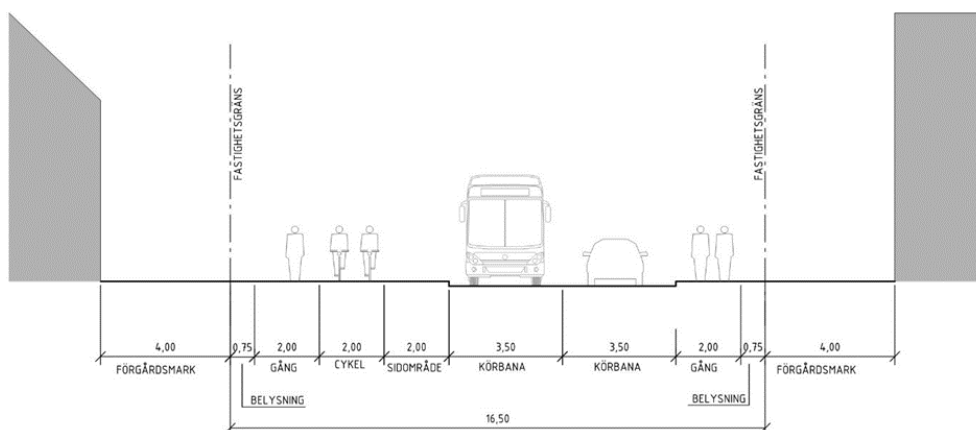 FASTIGHETSGRÄNS
FASTIGHETSGRÄNS
4,00 0,75 2,00 2,00 2,00 3,50 3,50 2,00 0,75 4,00
FÖRGÅRDSMARK GÅNG CYKEL SIDOMRÅDE KÖRBANA KÖRBANA GÅNG FÖRGÅRDSMARK
BELYSNING BELYSNING
16,50